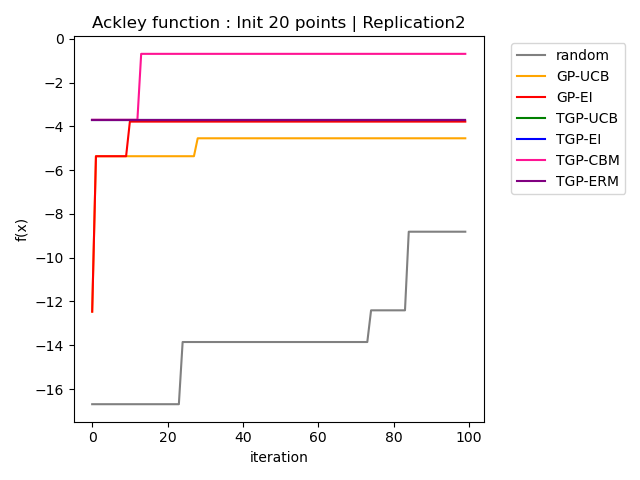 Ackley function : Init 20 points | Replication2
0
−2
−4
−6
−8
−10
−12
−14
−16
f(x)
0 20 40 60 80 100
iteration
random
GP-UCB
GP-EI
TGP-UCB
TGP-EI
TGP-CBM
TGP-ERM